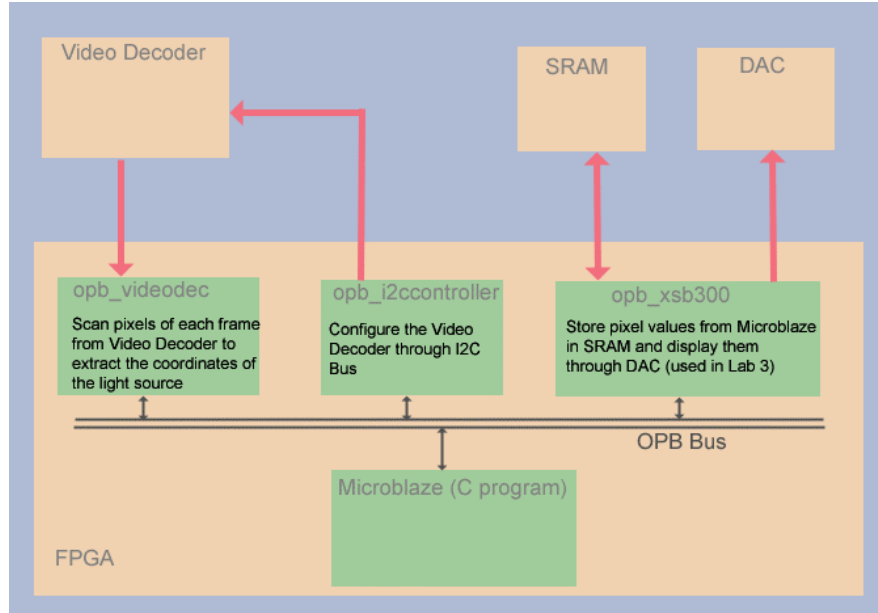 Video Decoder
SRAM
DAC
opb_videodec
Scan pixels of each frame
from Video Decoder to
extract the coordinates of
the light source
opb_i2ccontroller
Configure the Video
Decoder through I2C
Bus
opb_xsb300
Store pixel values from Microblaze
in SRAM and display them
through DAC (used in Lab 3)
OPB Bus
Microblaze (C program)
FPGA